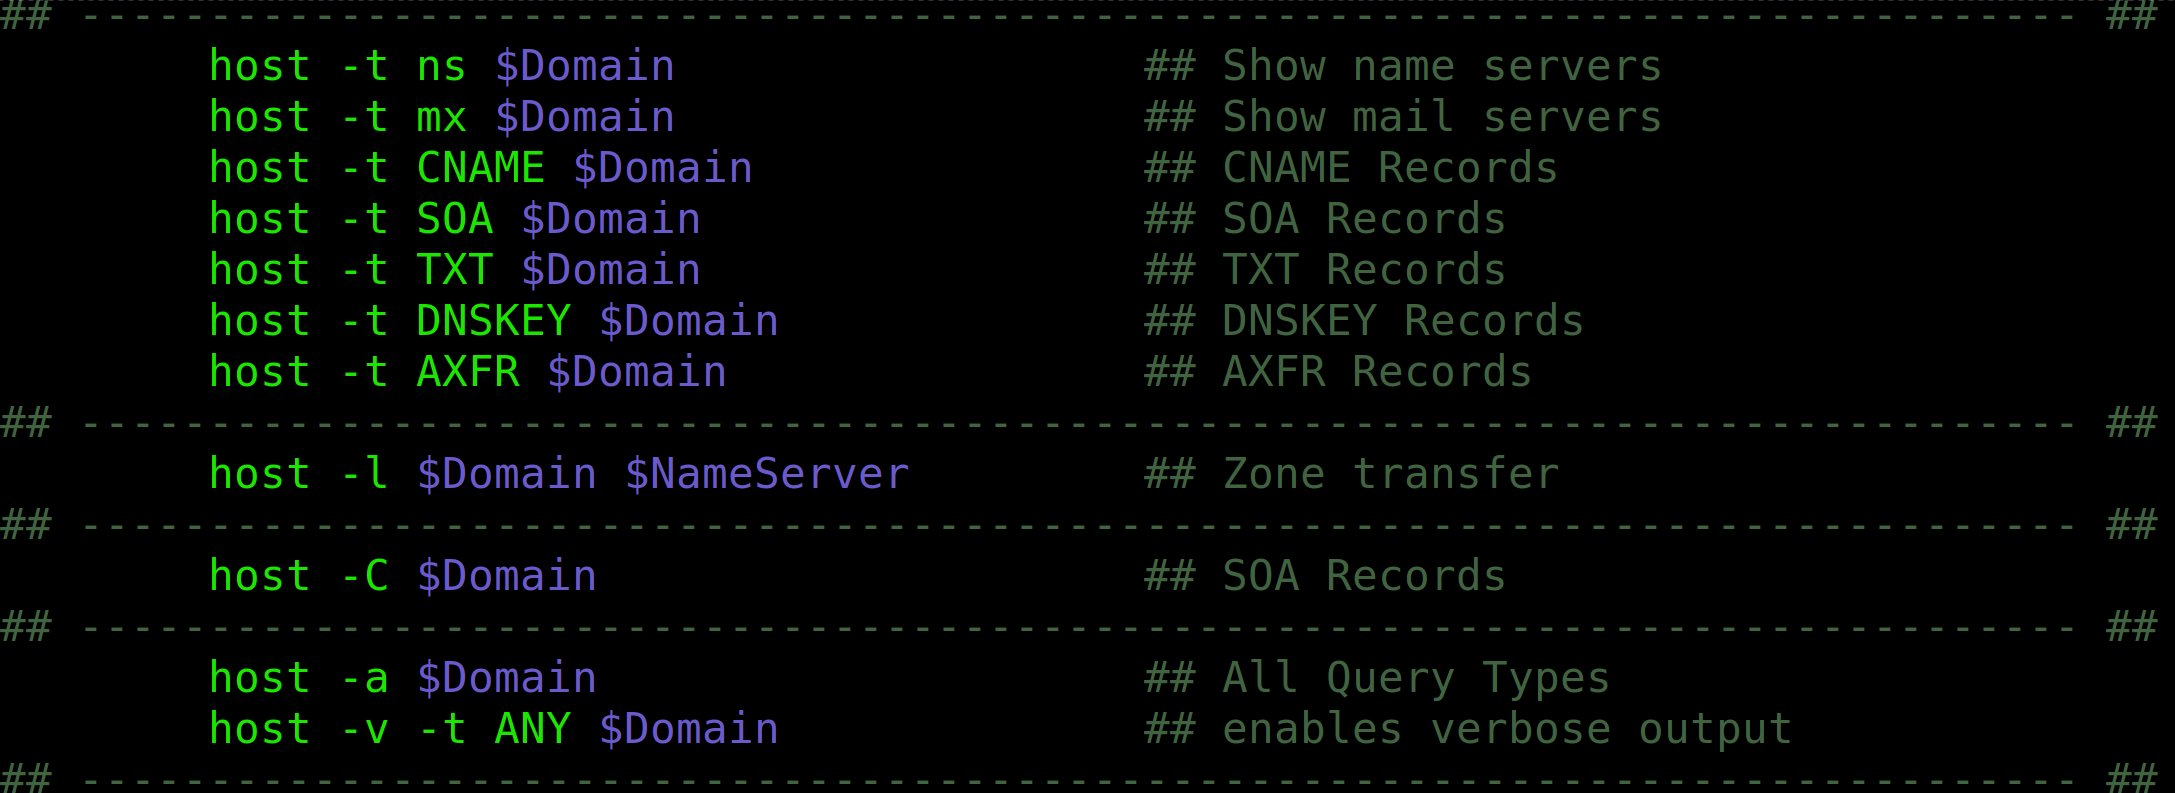 ## ----------------------------------------------------------------------------- ##
host -t ns $Domain ## Show name servers
host -t mx $Domain ## Show mail servers
host -t CNAME $Domain ## CNAME Records
host -t SOA $Domain ## SOA Records
host -t TXT $Domain ## TXT Records
host -t DNSKEY $Domain ## DNSKEY Records
host -t AXFR $Domain ## AXFR Records
## ----------------------------------------------------------------------------- ##
host -l $Domain $NameServer ## Zone transfer
## ----------------------------------------------------------------------------- ##
host -C $Domain ## SOA Records
## ----------------------------------------------------------------------------- ##
host -a $Domain ## All Query Types
host -v -t ANY $Domain ## enables verbose output
## ----------------------------------------------------------------------------- ##